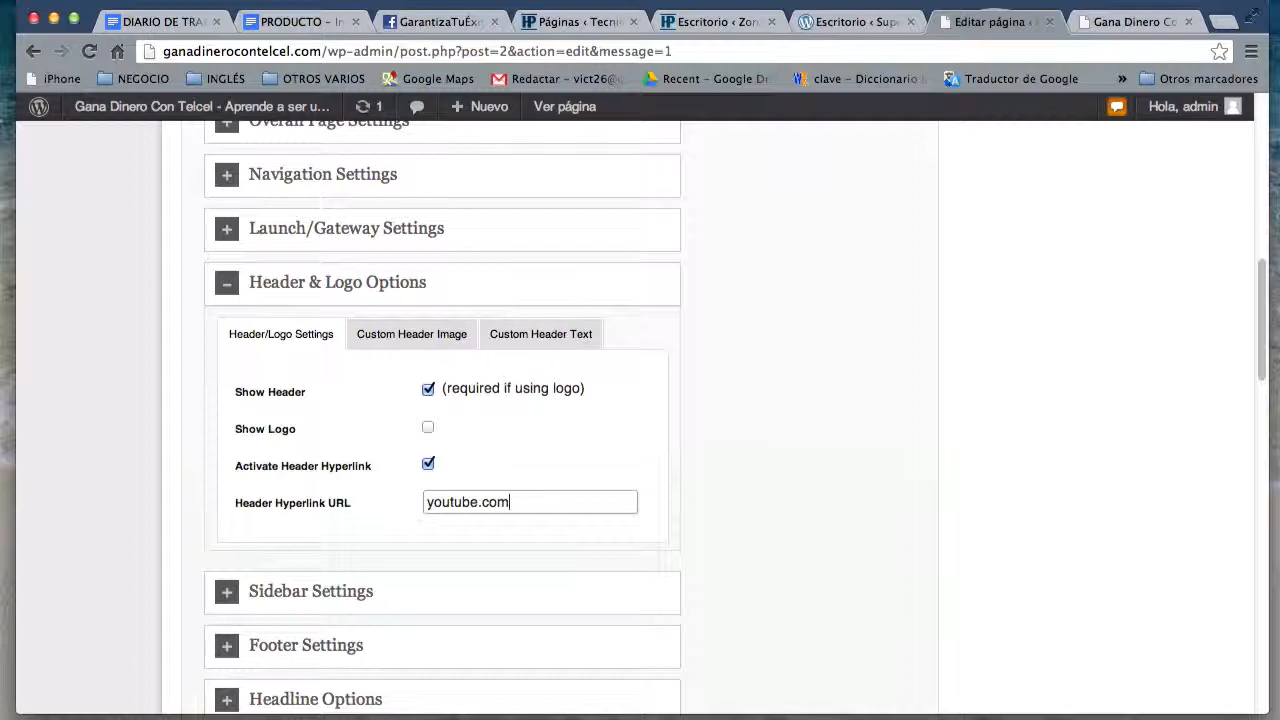 DIARIO DE TRA
PRODUCTO – In
GarantizaTuÉx
Páginas ‹ Tecni
Escritorio ‹ Zon
Escritorio ‹ Sup
Editar página ‹
Gana Dinero Co
ganadinerocontelcel.com/wp-admin/post.php?post=2&action=edit&message=1
iPhone
NEGOCIO
INGLÉS
OTROS VARIOS
Google Maps
Redactar – vict26@
Recent – Google D
clave – Diccionario
Traductor de Google
»
Otros marcadores
Gana Dinero Con Telcel - Aprende a ser u...
1
+ Nuevo
Ver página
Hola, admin
Overall Page Settings
Navigation Settings
Launch/Gateway Settings
Header & Logo Options
Header/Logo Settings
Custom Header Image
Custom Header Text
Show Header
(required if using logo)
Show Logo
Activate Header Hyperlink
Header Hyperlink URL
youtube.com
Sidebar Settings
Footer Settings
Headline Options